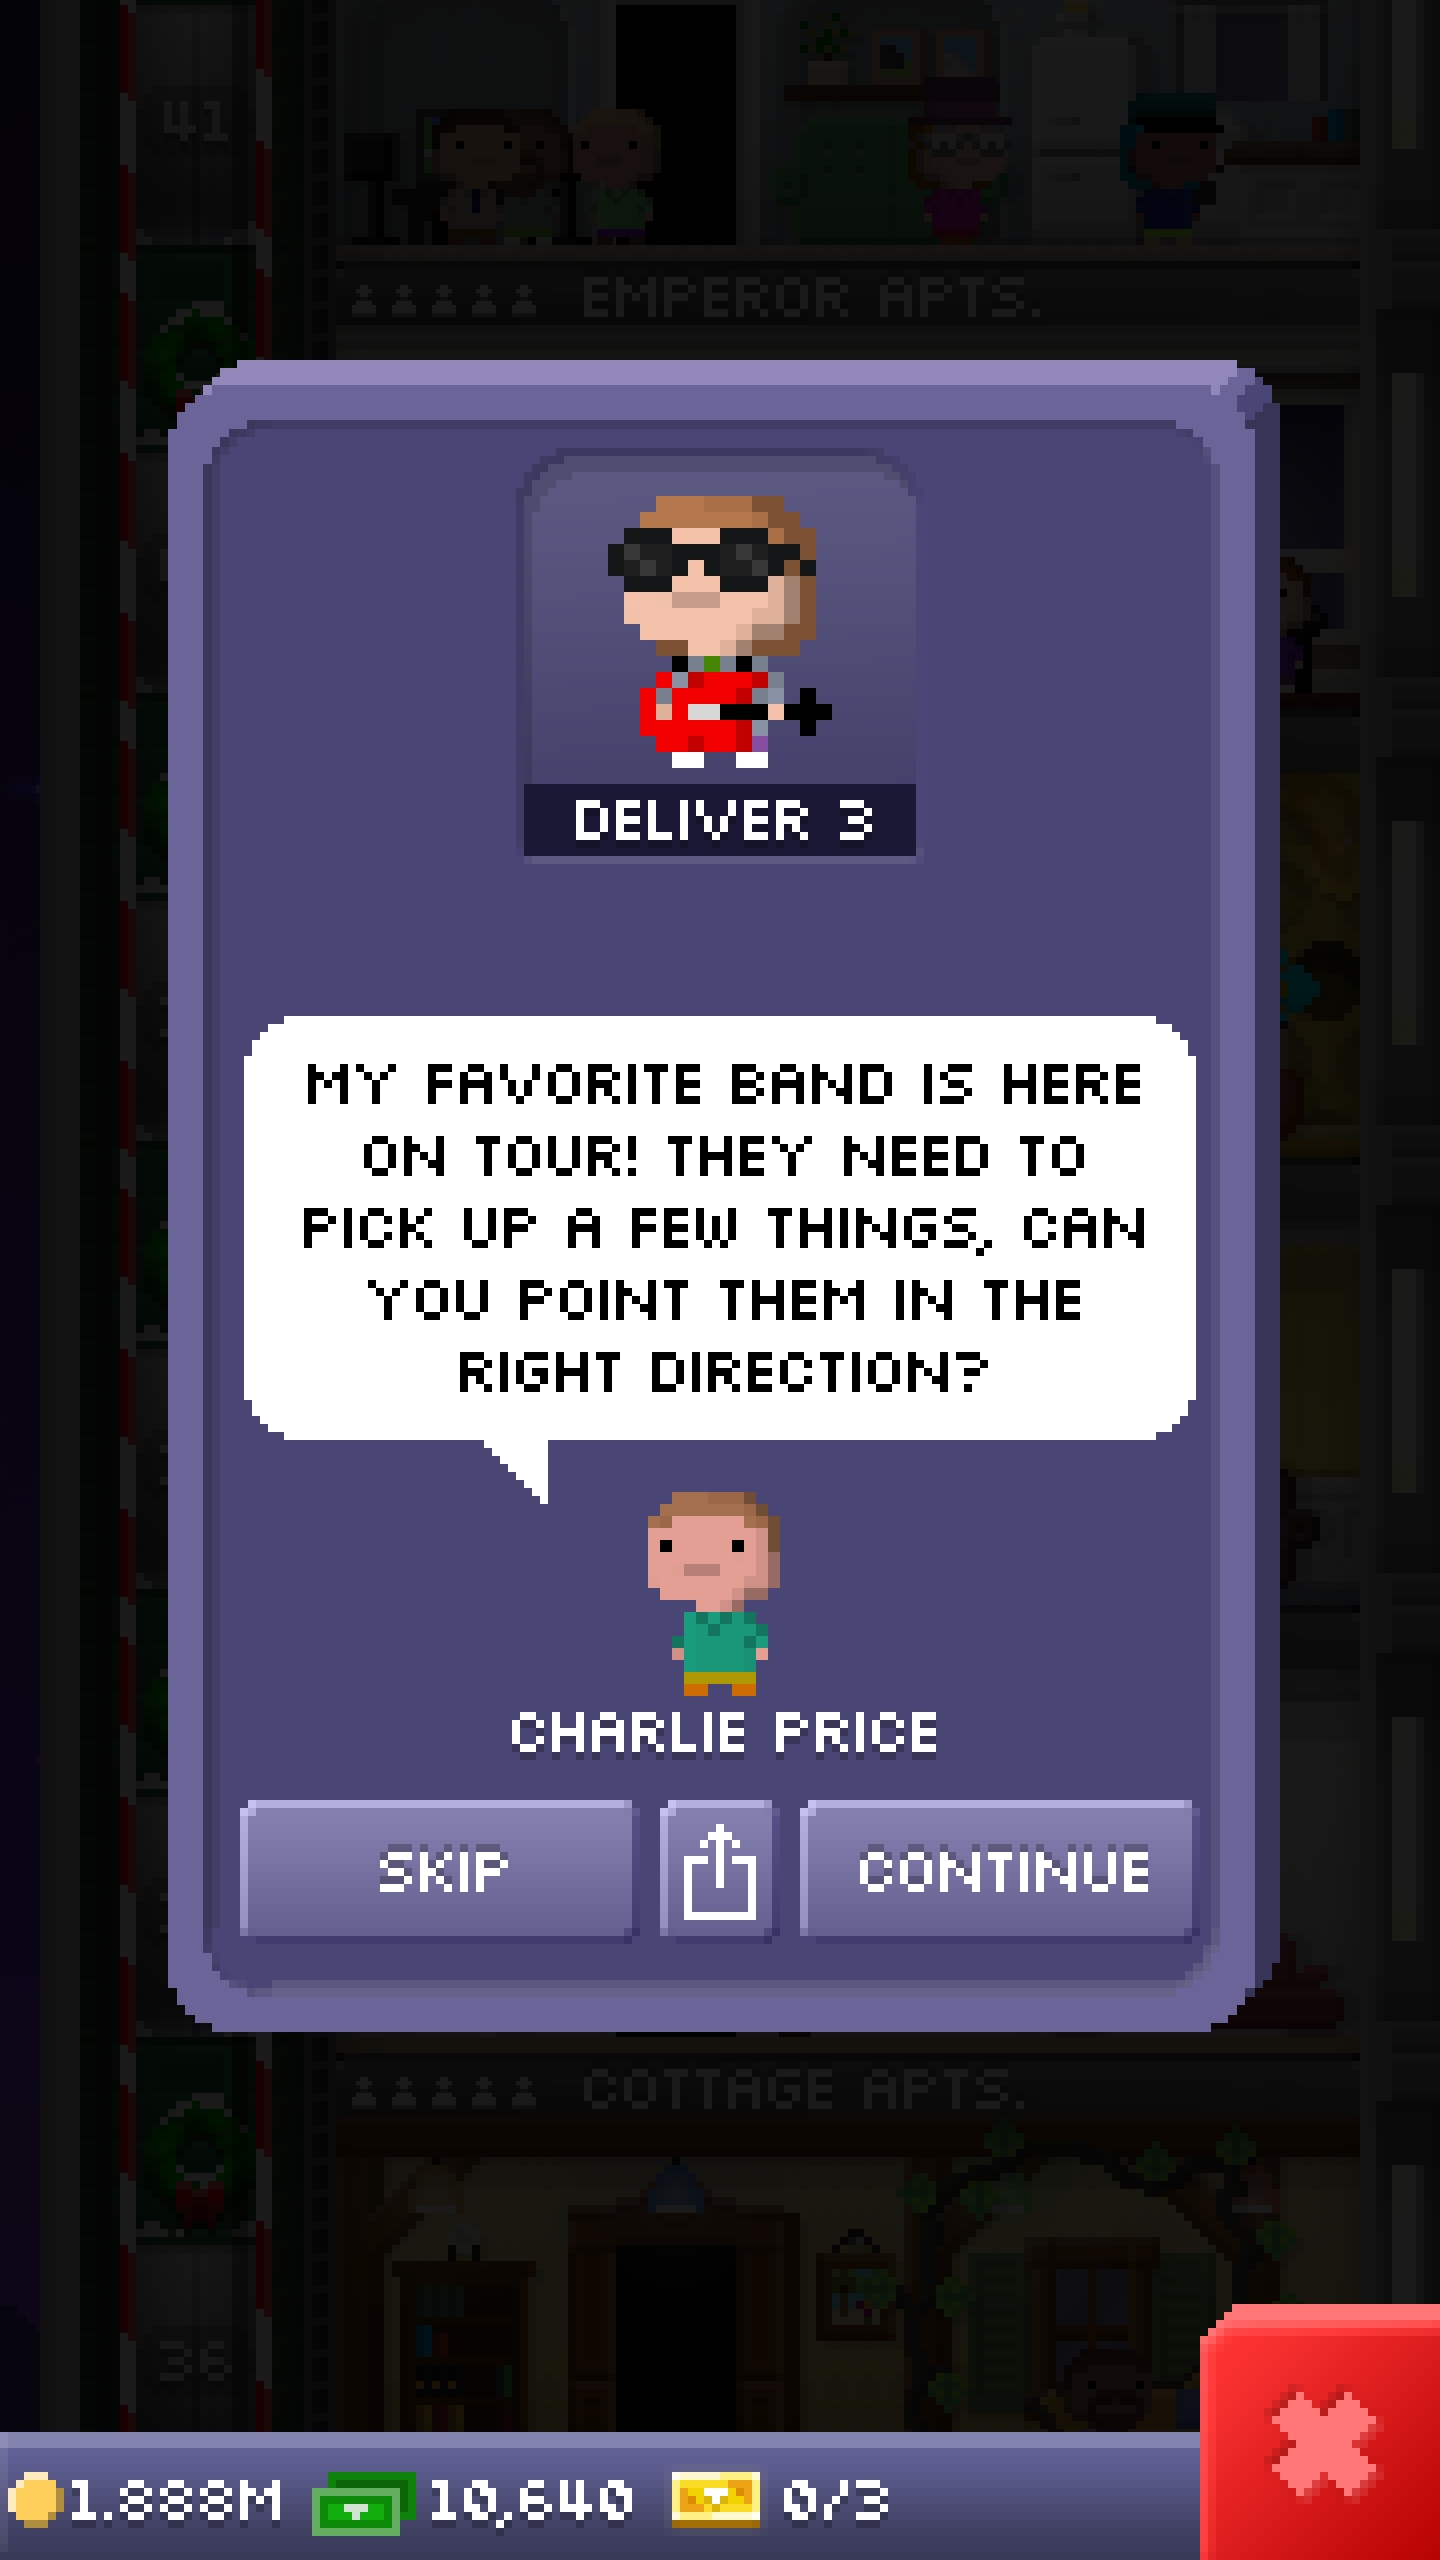 41
EMPEROR APTS.
DELIVER 3
MY FAVORITE BAND IS HERE
ON TOUR! THEY NEED TO
PICK UP A FEW THINGS, CAN
YOU POINT THEM IN THE
RIGHT DIRECTION?
CHARLIE PRICE
SKIP
CONTINUE
COTTAGE APTS.
36
1.888M
10,640
0/3